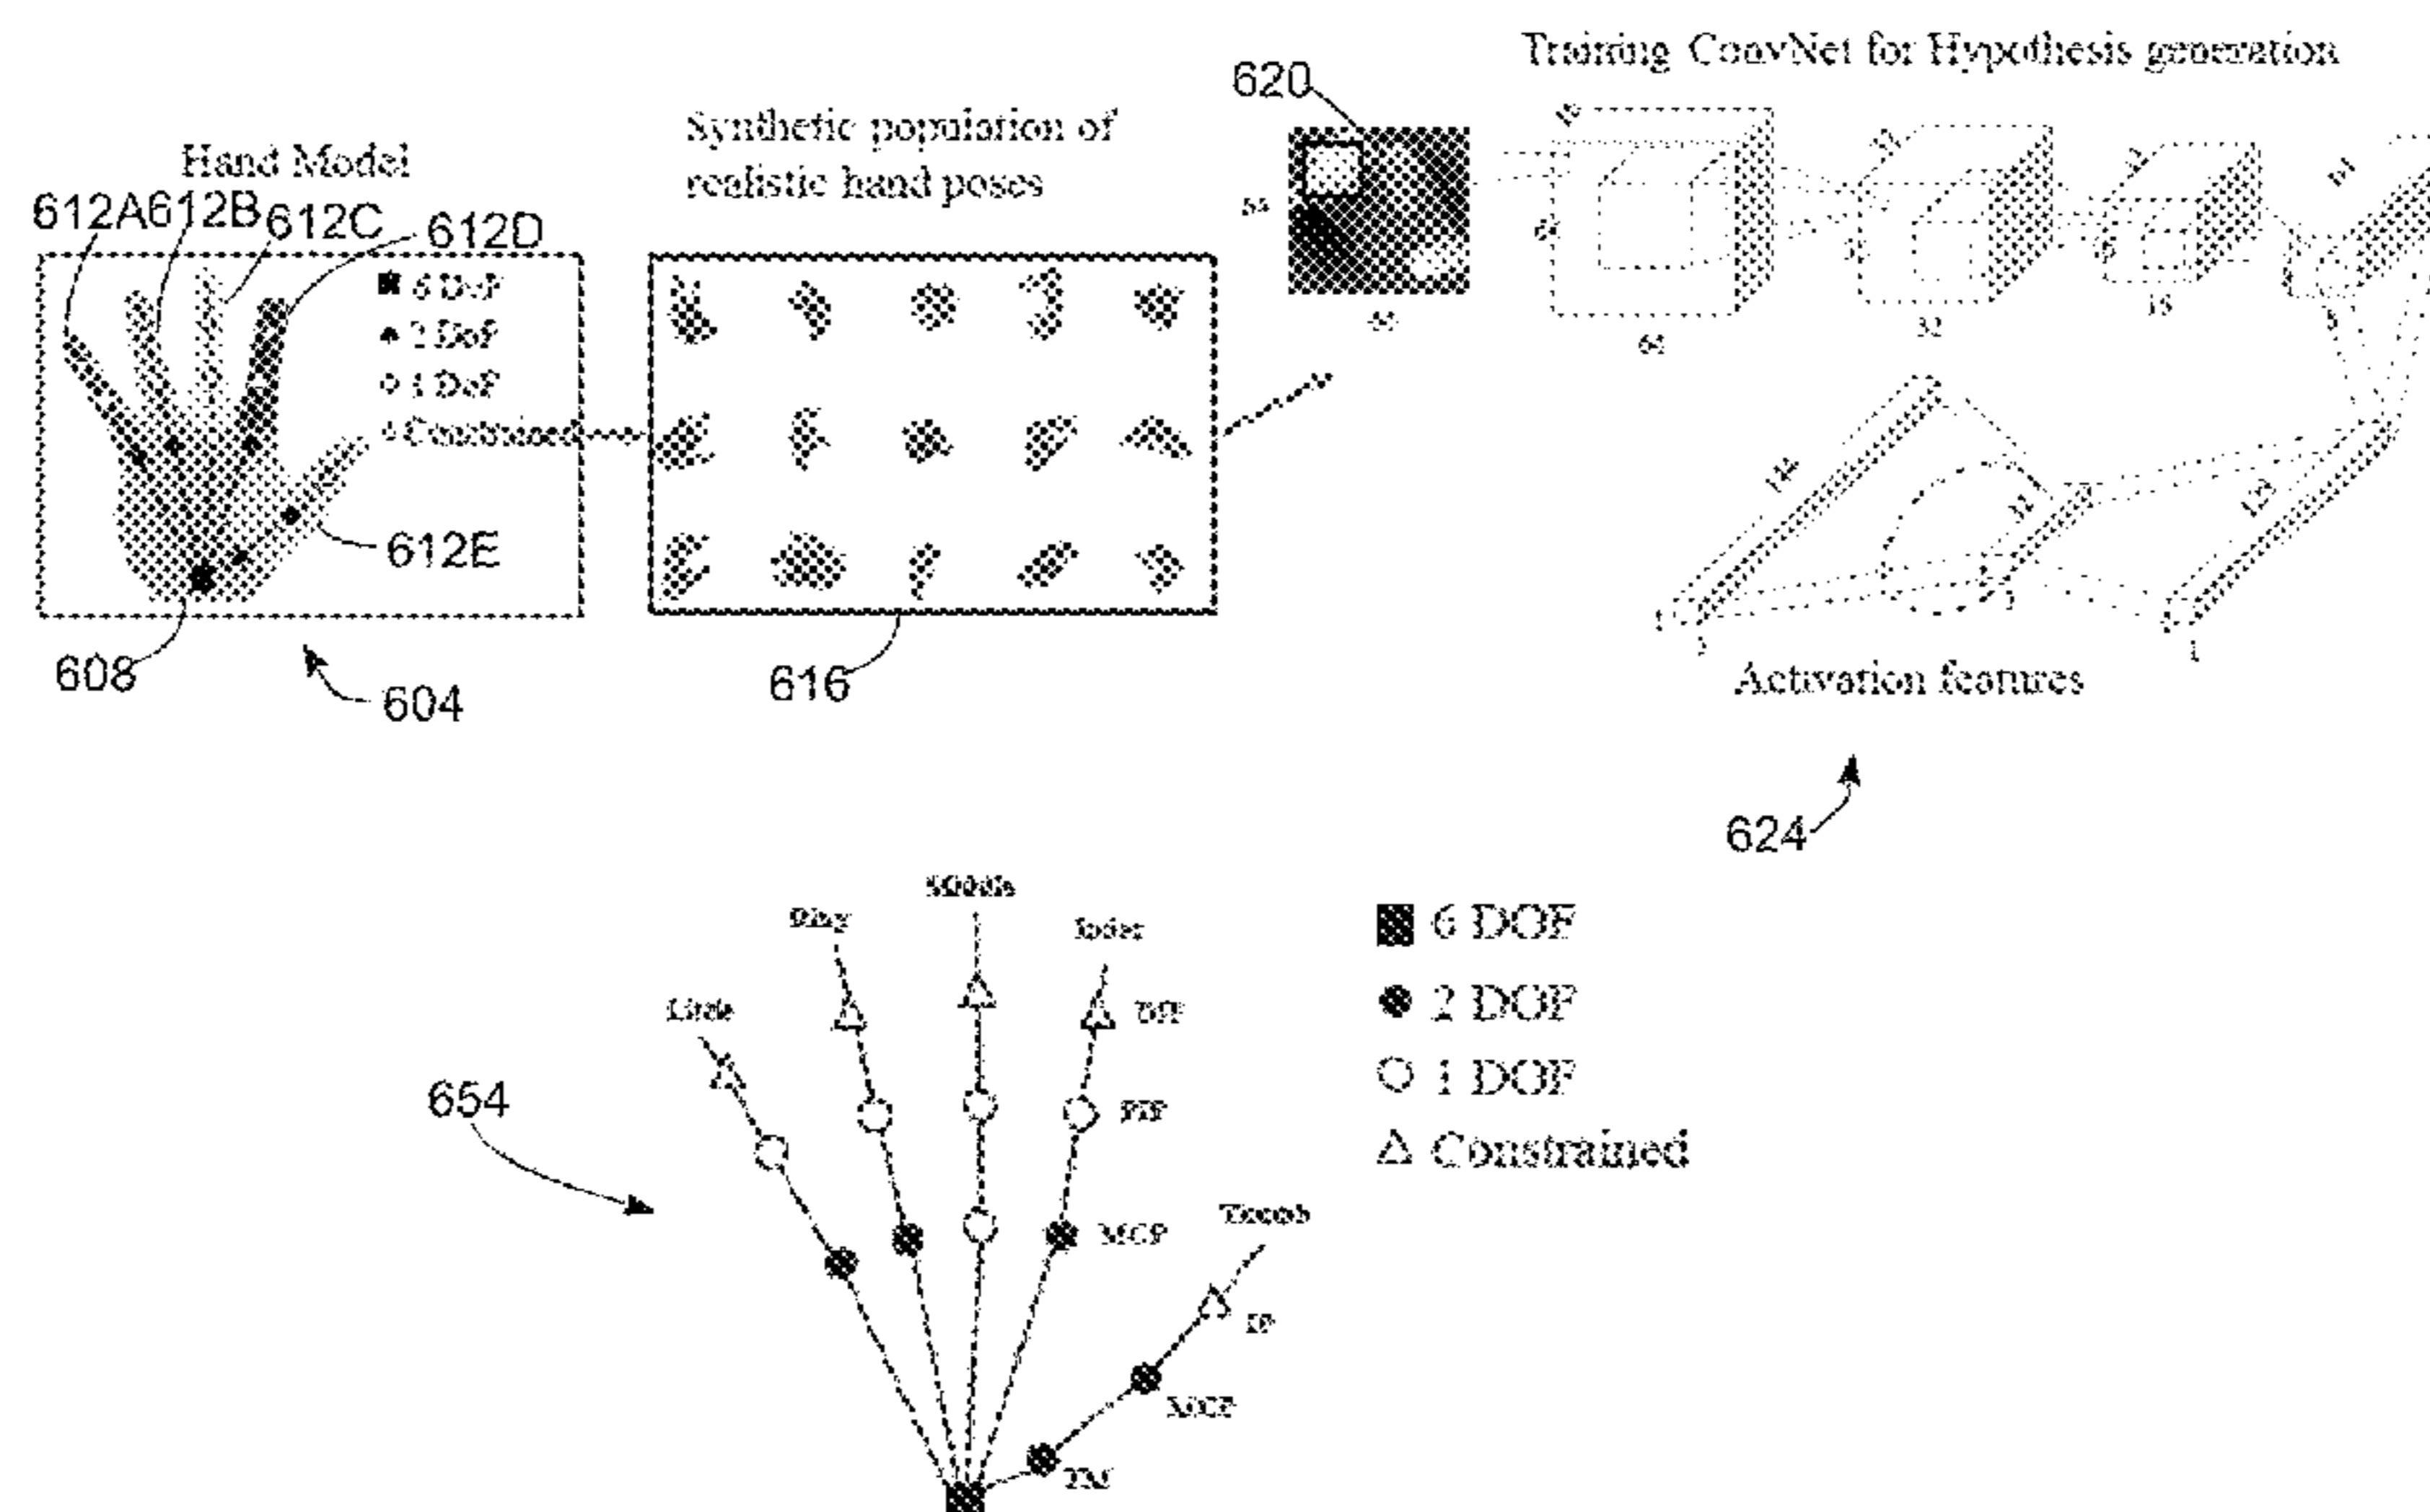 Training ConvNet for Hypothesis generation
620
Synthetic population of
realistic hand poses
Hand Model
612A
612B
612C
612D
6 DoF
2 DoF
1 DoF
Constrained
612E
608
604
616
64
32
Activation features
624
Middle
Ring
Index
Little
Thumb
DIP
PIP
MCP
IP
MCP
TM
6 DOF
2 DOF
1 DOF
Constrained
654